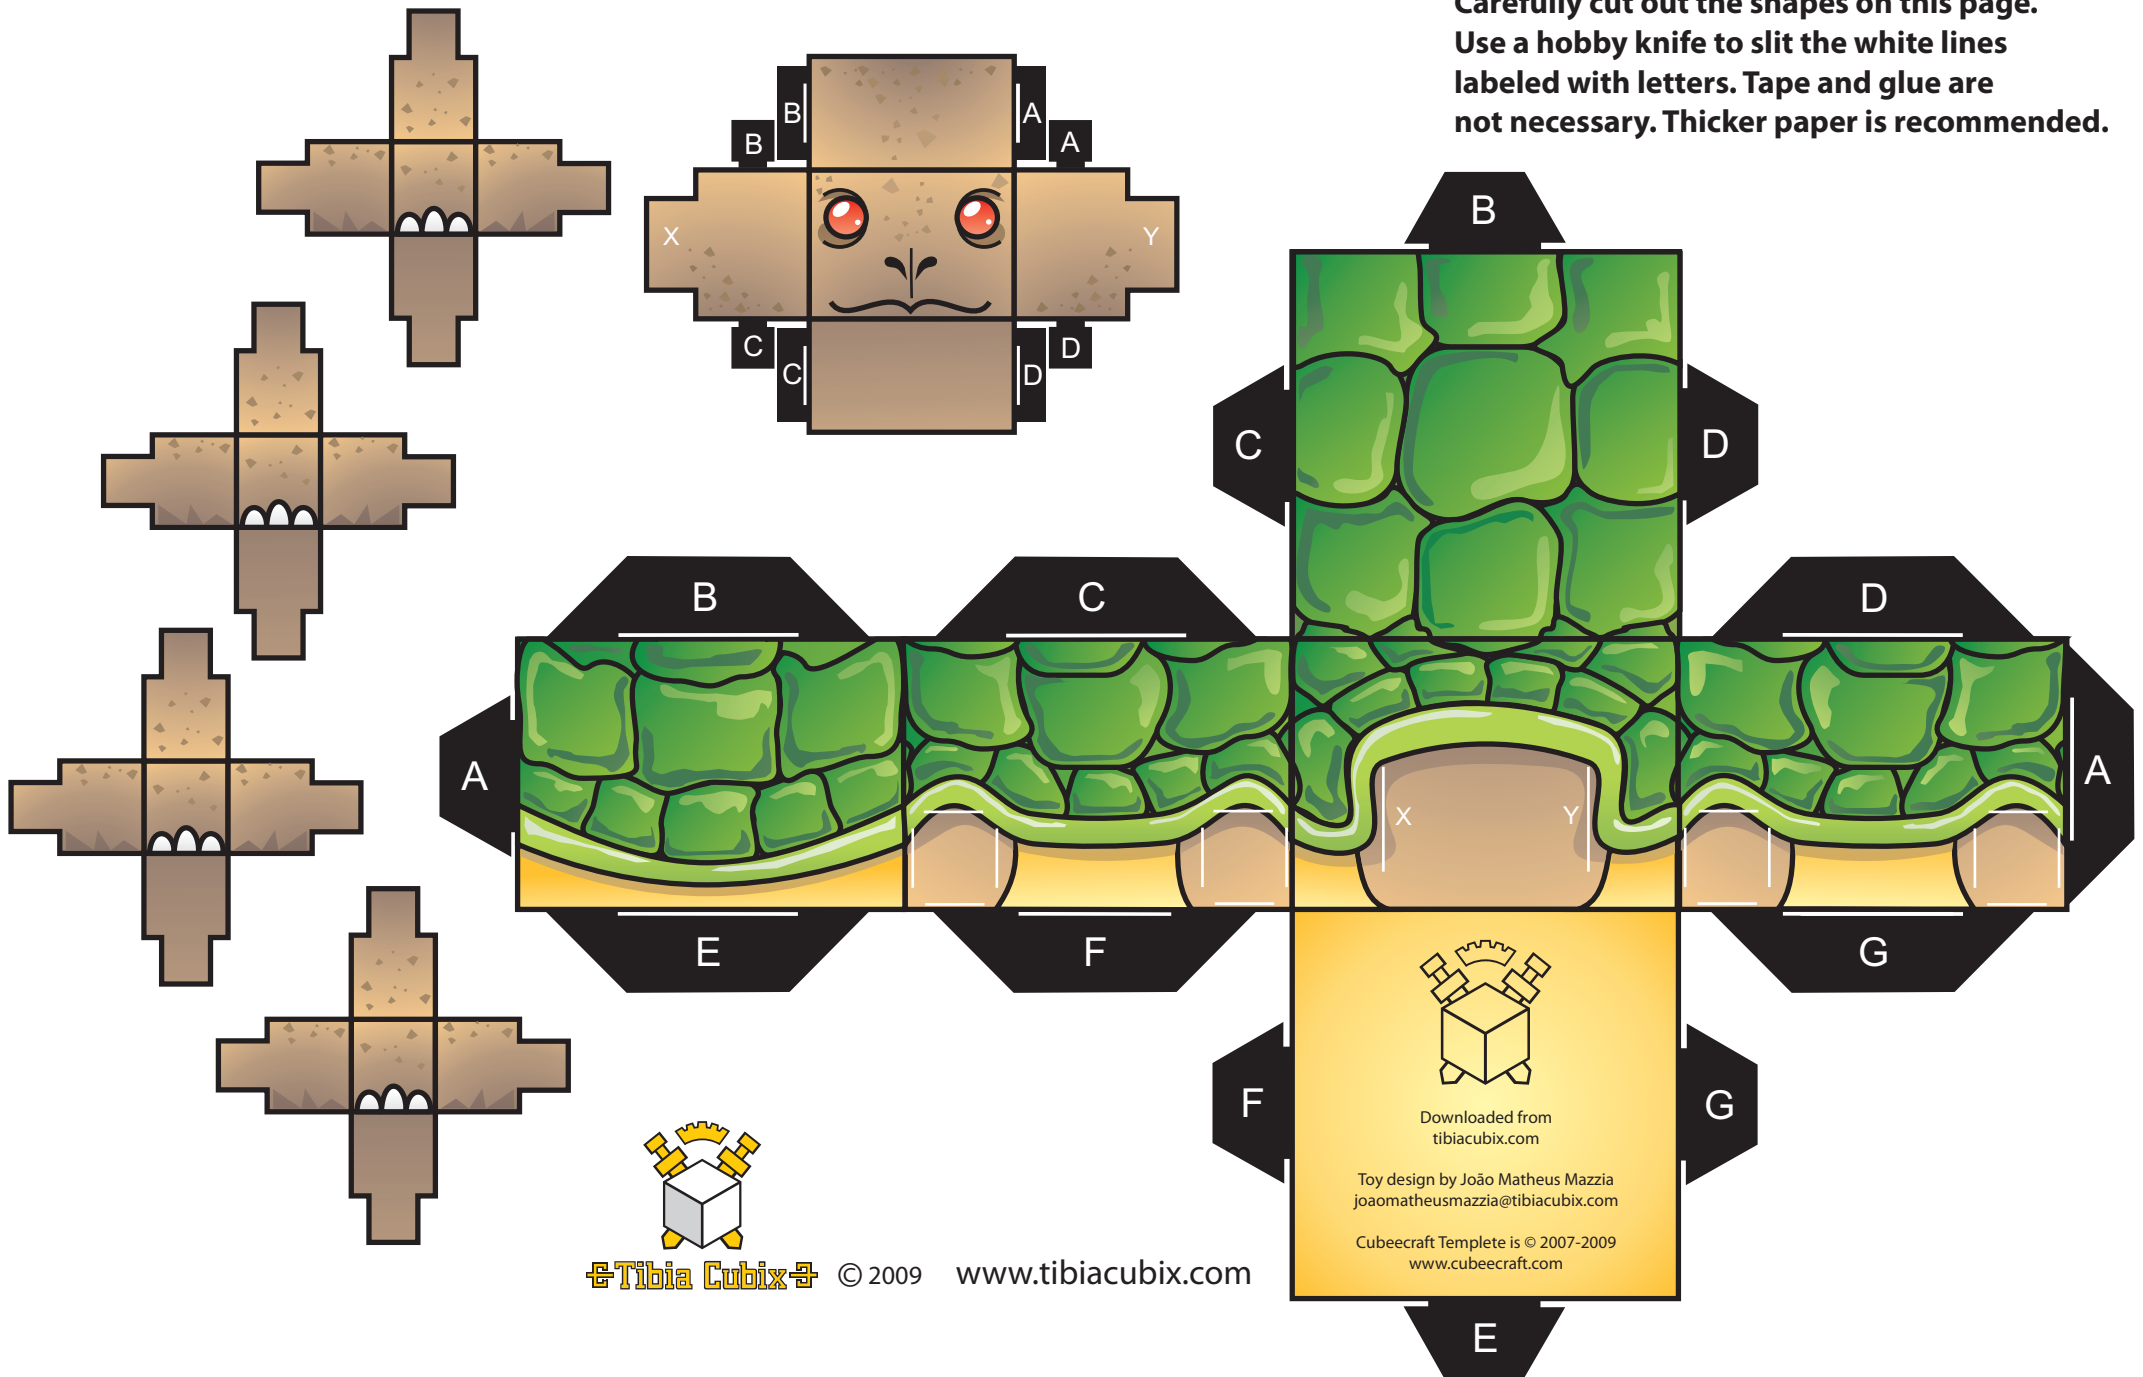 Carefully cut out the shapes on this page.
Use a hobby knife to slit the white lines
labeled with letters. Tape and glue are
not necessary. Thicker paper is recommended.
B
A
B
A
X
Y
C
D
C
D
B
C
D
B
C
D
A
A
X
Y
E
F
G
F
G
Downloaded from
tibiacubix.com
Toy design by João Matheus Mazzia
joaomatheusmazzia@tibiacubix.com
Cubeecraft Templete is © 2007-2009
www.cubeecraft.com
Tibia Cubix © 2009 www.tibiacubix.com
E